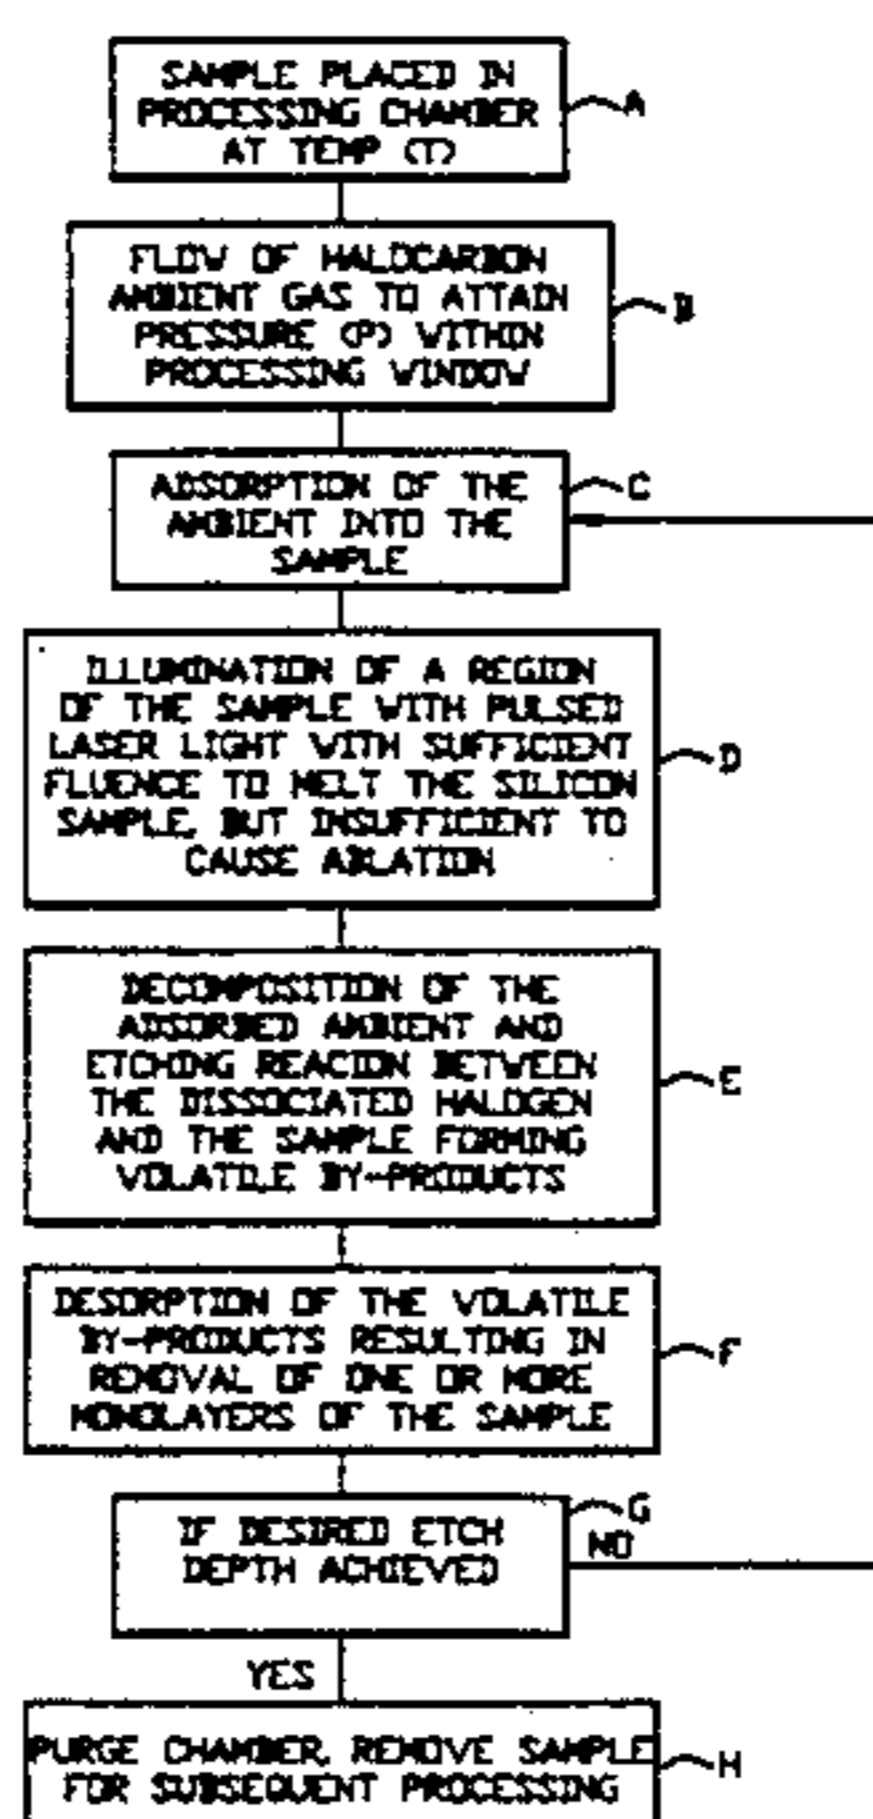 SAMPLE PLACED IN
PROCESSING CHAMBER
AT TEMP (T)
A
FLOW OF HALOCARBON
AMBIENT GAS TO ATTAIN
PRESSURE (P) WITHIN
PROCESSING WINDOW
B
ADSORPTION OF THE
AMBIENT INTO THE
SAMPLE
C
ILLUMINATION OF A REGION
OF THE SAMPLE WITH PULSED
LASER LIGHT WITH SUFFICIENT
FLUENCE TO MELT THE SILICON
SAMPLE, BUT INSUFFICIENT TO
CAUSE ABLATION
D
DECOMPOSITION OF THE
ADSORBED AMBIENT AND
ETCHING REACION BETWEEN
THE DISSOCIATED HALOGEN
AND THE SAMPLE FORMING
VOLATILE BY-PRODUCTS
E
DESORPTION OF THE VOLATILE
BY-PRODUCTS RESULTING IN
REMOVAL OF ONE OR MORE
MONOLAYERS OF THE SAMPLE
F
IF DESIRED ETCH
DEPTH ACHIEVED
G
NO
YES
PURGE CHAMBER, REMOVE SAMPLE
FOR SUBSEQUENT PROCESSING
H